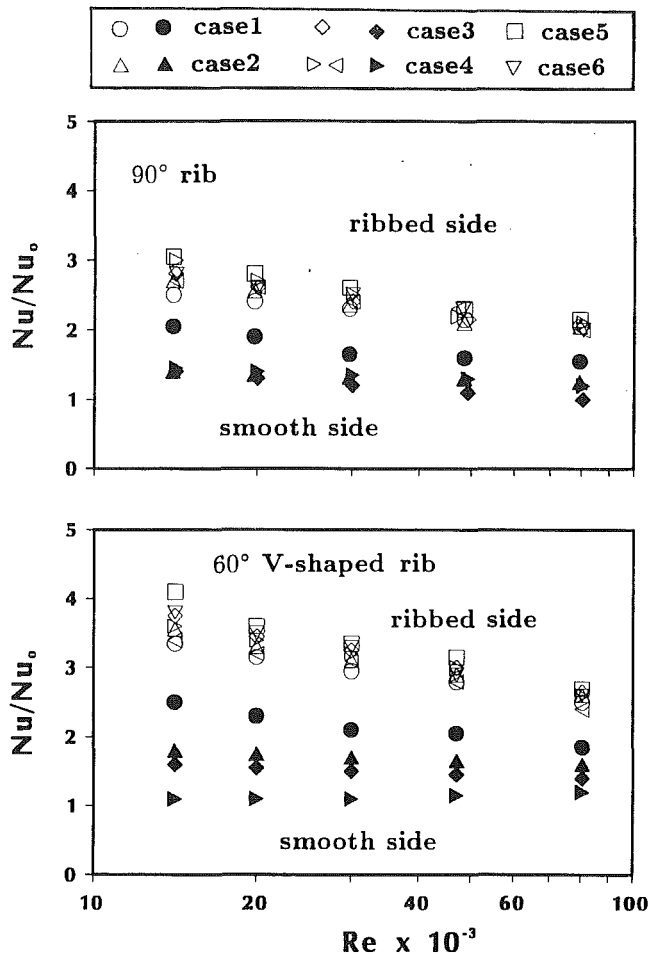 case1 case3 case5
case2 case4 case6
5
90° rib
4
ribbed side
3
Nu/Nuₒ
2
1
smooth side
0
5
60° V-shaped rib
4
ribbed side
3
Nu/Nuₒ
2
1
smooth side
0
10 20 40 60 100
Re x 10⁻³